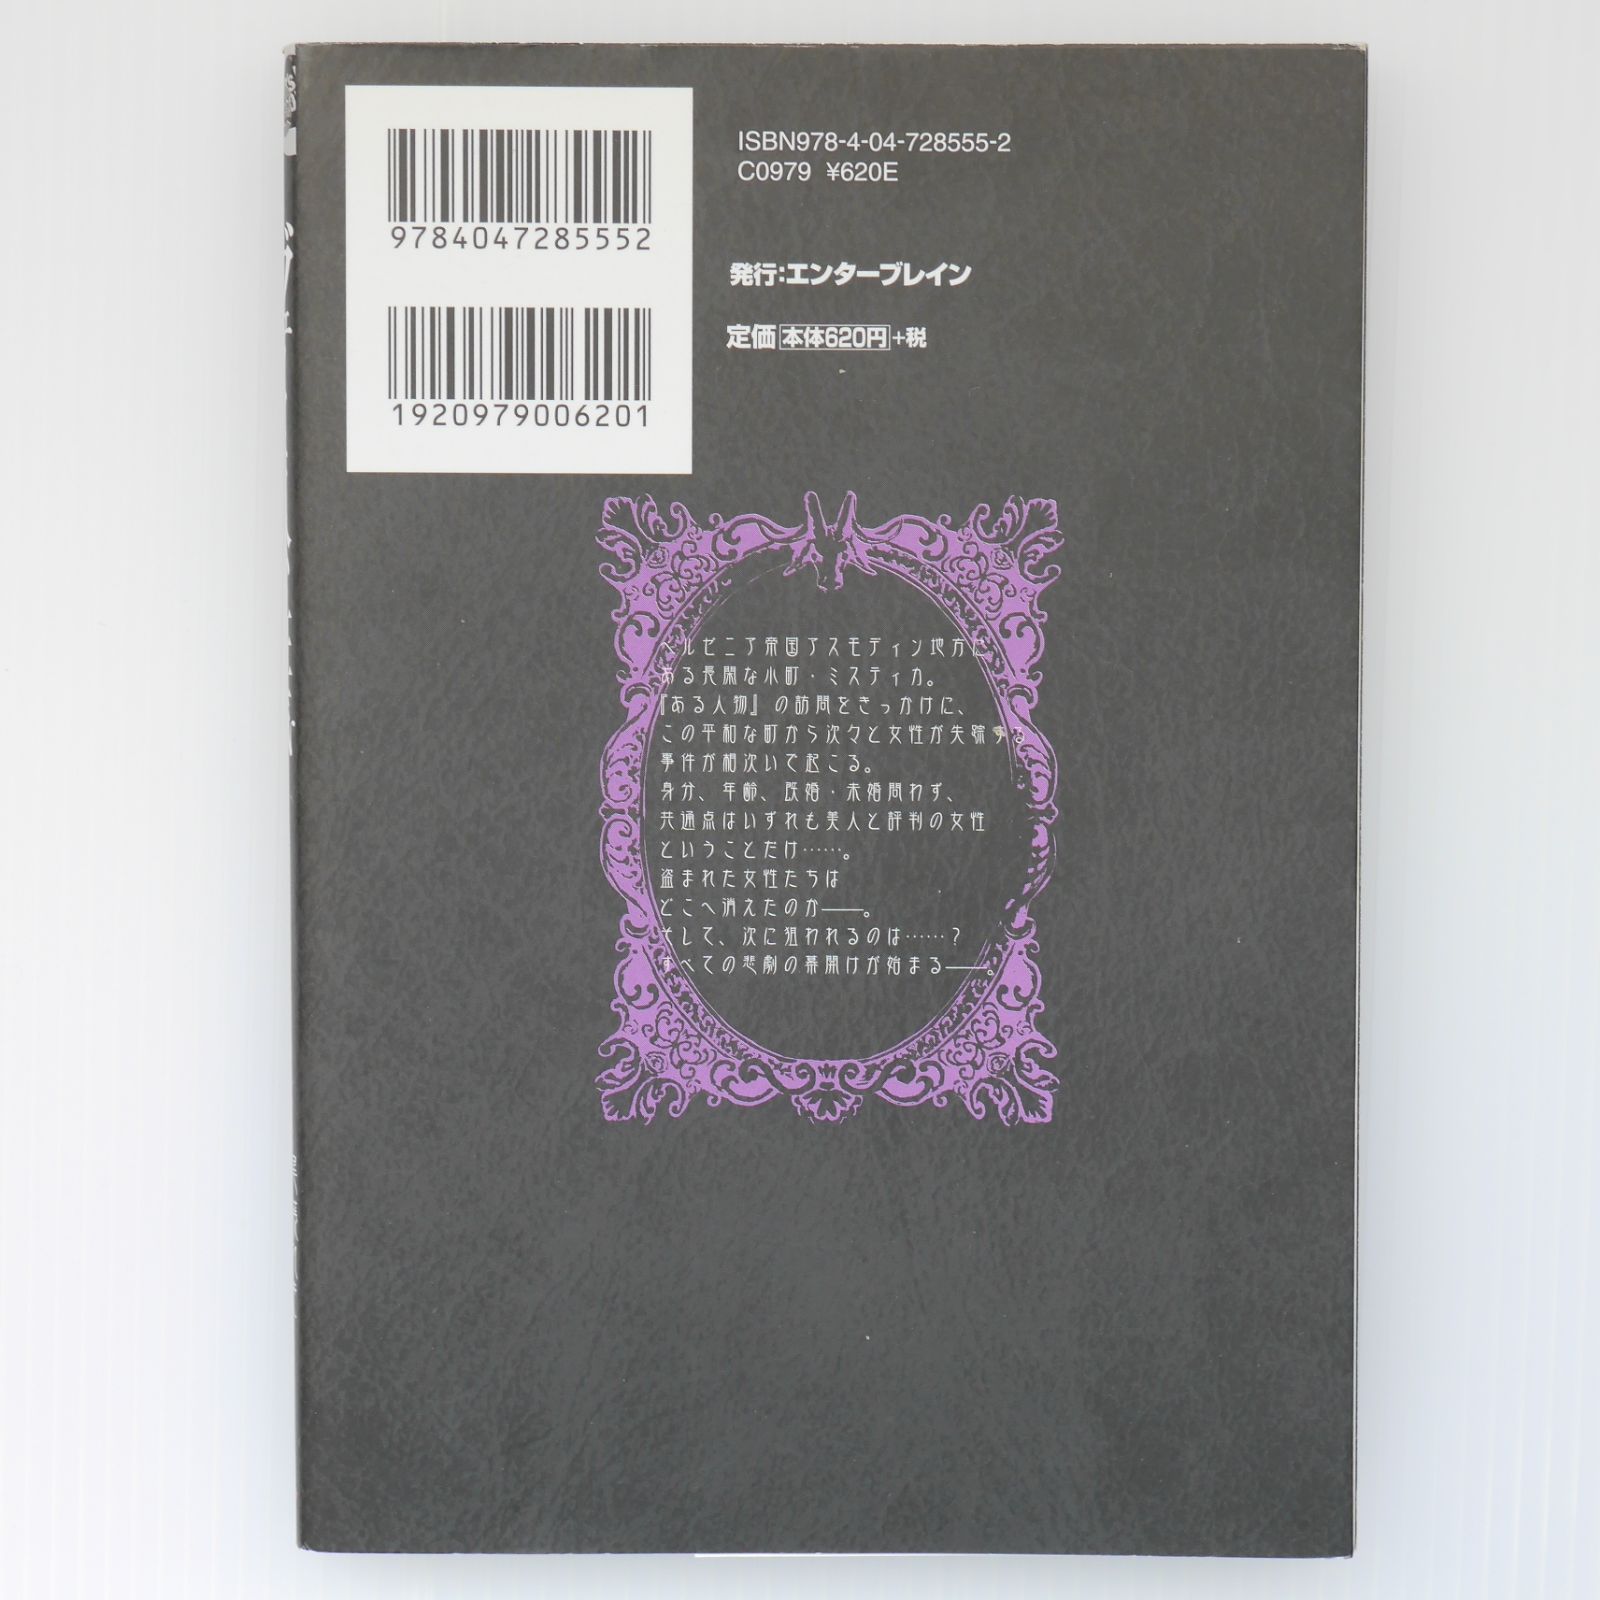 ISBN978-4-04-728555-2
C0979 ¥620E
9784047285552
発行:エンターブレイン
定価 本体620円 +税
1920979006201
ベルゼニア帝国アスモディン地方に
ある長閑な小町・ミスティカ。
『ある人物』の訪問をきっかけに、
この平和な町から次々と女性が失踪する
事件が相次いで起こる。
身分、年齢、既婚・未婚問わず、
共通点はいずれも美人と評判の女性
ということだけ……。
盗まれた女性たちは
どこへ消えたのか――。
そして、次に狙われるのは……?
すべての悲劇の幕開けが始まる――。